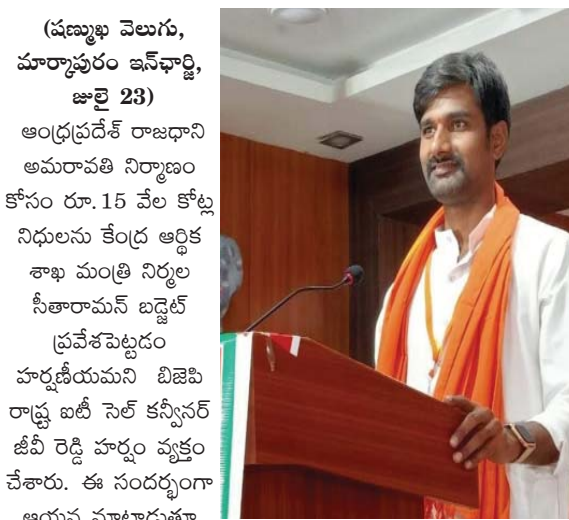 (షణ్ముఖ వెలుగు,
మార్కాపురం ఇన్‌ఛార్జి,
జులై 23)
ఆంధ్రప్రదేశ్ రాజధాని
అమరావతి నిర్మాణం
కోసం రూ.15 వేల కోట్ల
నిధులను కేంద్ర ఆర్థిక
శాఖ మంత్రి నిర్మల
సీతారామన్ బడ్జెట్
ప్రవేశపెట్టడం
హర్షణీయమని బిజెపి
రాష్ట్ర ఐటీ సెల్ కన్వీనర్
జీవీ రెడ్డి హర్షం వ్యక్తం
చేశారు. ఈ సందర్భంగా
ఆయన మాట్లాడుతూ